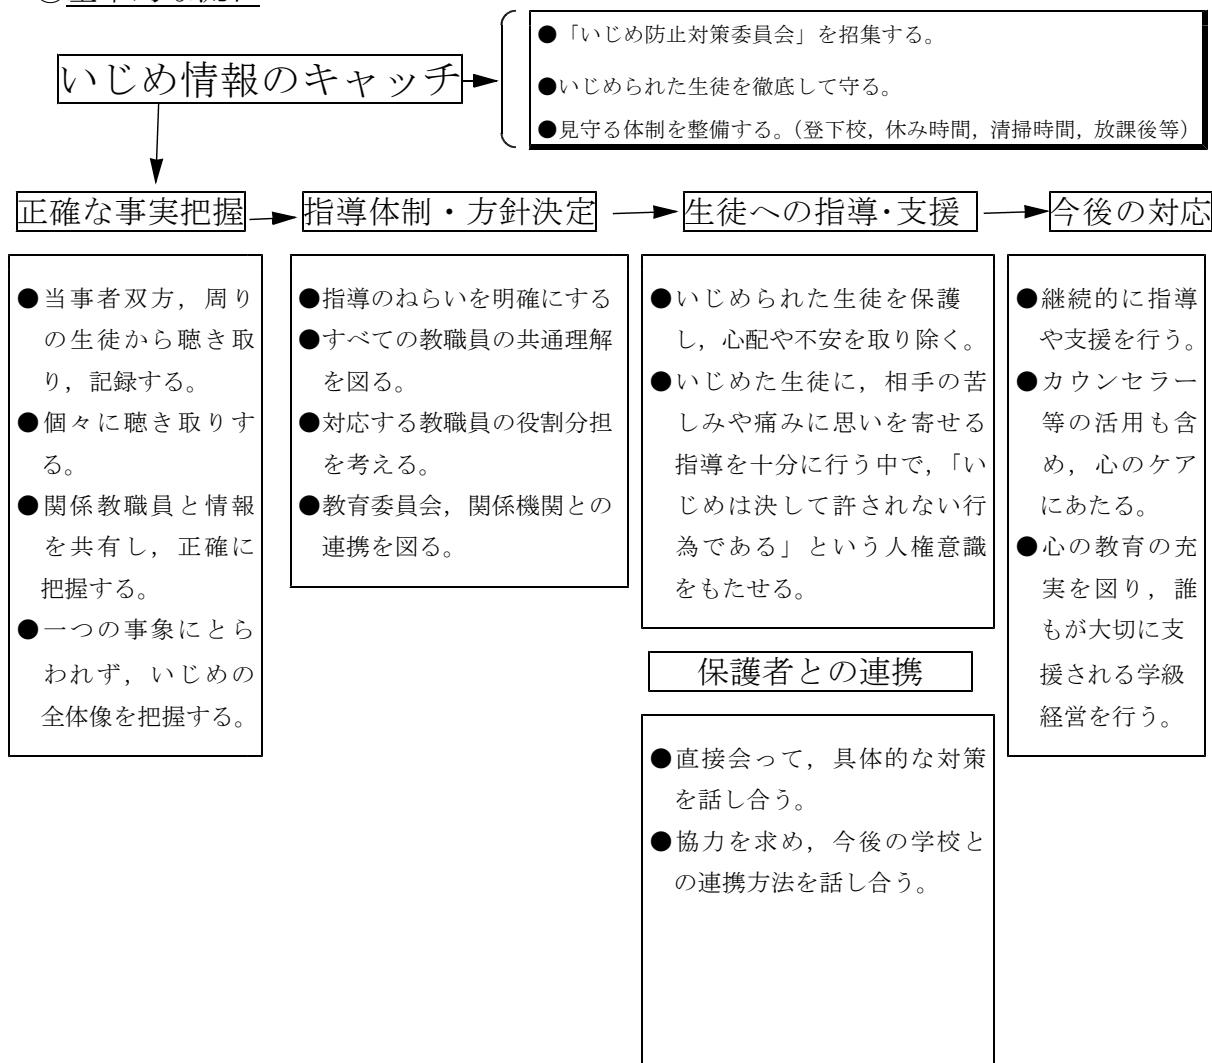 ●「いじめ防止対策委員会」を招集する。
いじめ情報のキャッチ
●いじめられた生徒を徹底して守る。
●見守る体制を整備する。(登下校，休み時間，清掃時間，放課後等)
正確な事実把握
指導体制・方針決定
生徒への指導・支援
今後の対応
●当事者双方，周り
の生徒から聴き取
り，記録する。
●個々に聴き取りす
る。
●関係教職員と情報
を共有し，正確に
把握する。
●一つの事象にとら
われず，いじめの
全体像を把握する。
●指導のねらいを明確にする
●すべての教職員の共通理解
を図る。
●対応する教職員の役割分担
を考える。
●教育委員会，関係機関との
連携を図る。
●いじめられた生徒を保護
し，心配や不安を取り除く。
●いじめた生徒に，相手の苦
しみや痛みに思いを寄せる
指導を十分に行う中で，「い
じめは決して許されない行
為である」という人権意識
をもたせる。
保護者との連携
●直接会って，具体的な対策
を話し合う。
●協力を求め，今後の学校と
の連携方法を話し合う。
●継続的に指導
や支援を行う。
●カウンセラー
等の活用も含
め，心のケア
にあたる。
●心の教育の充
実を図り，誰
もが大切に支
援される学級
経営を行う。